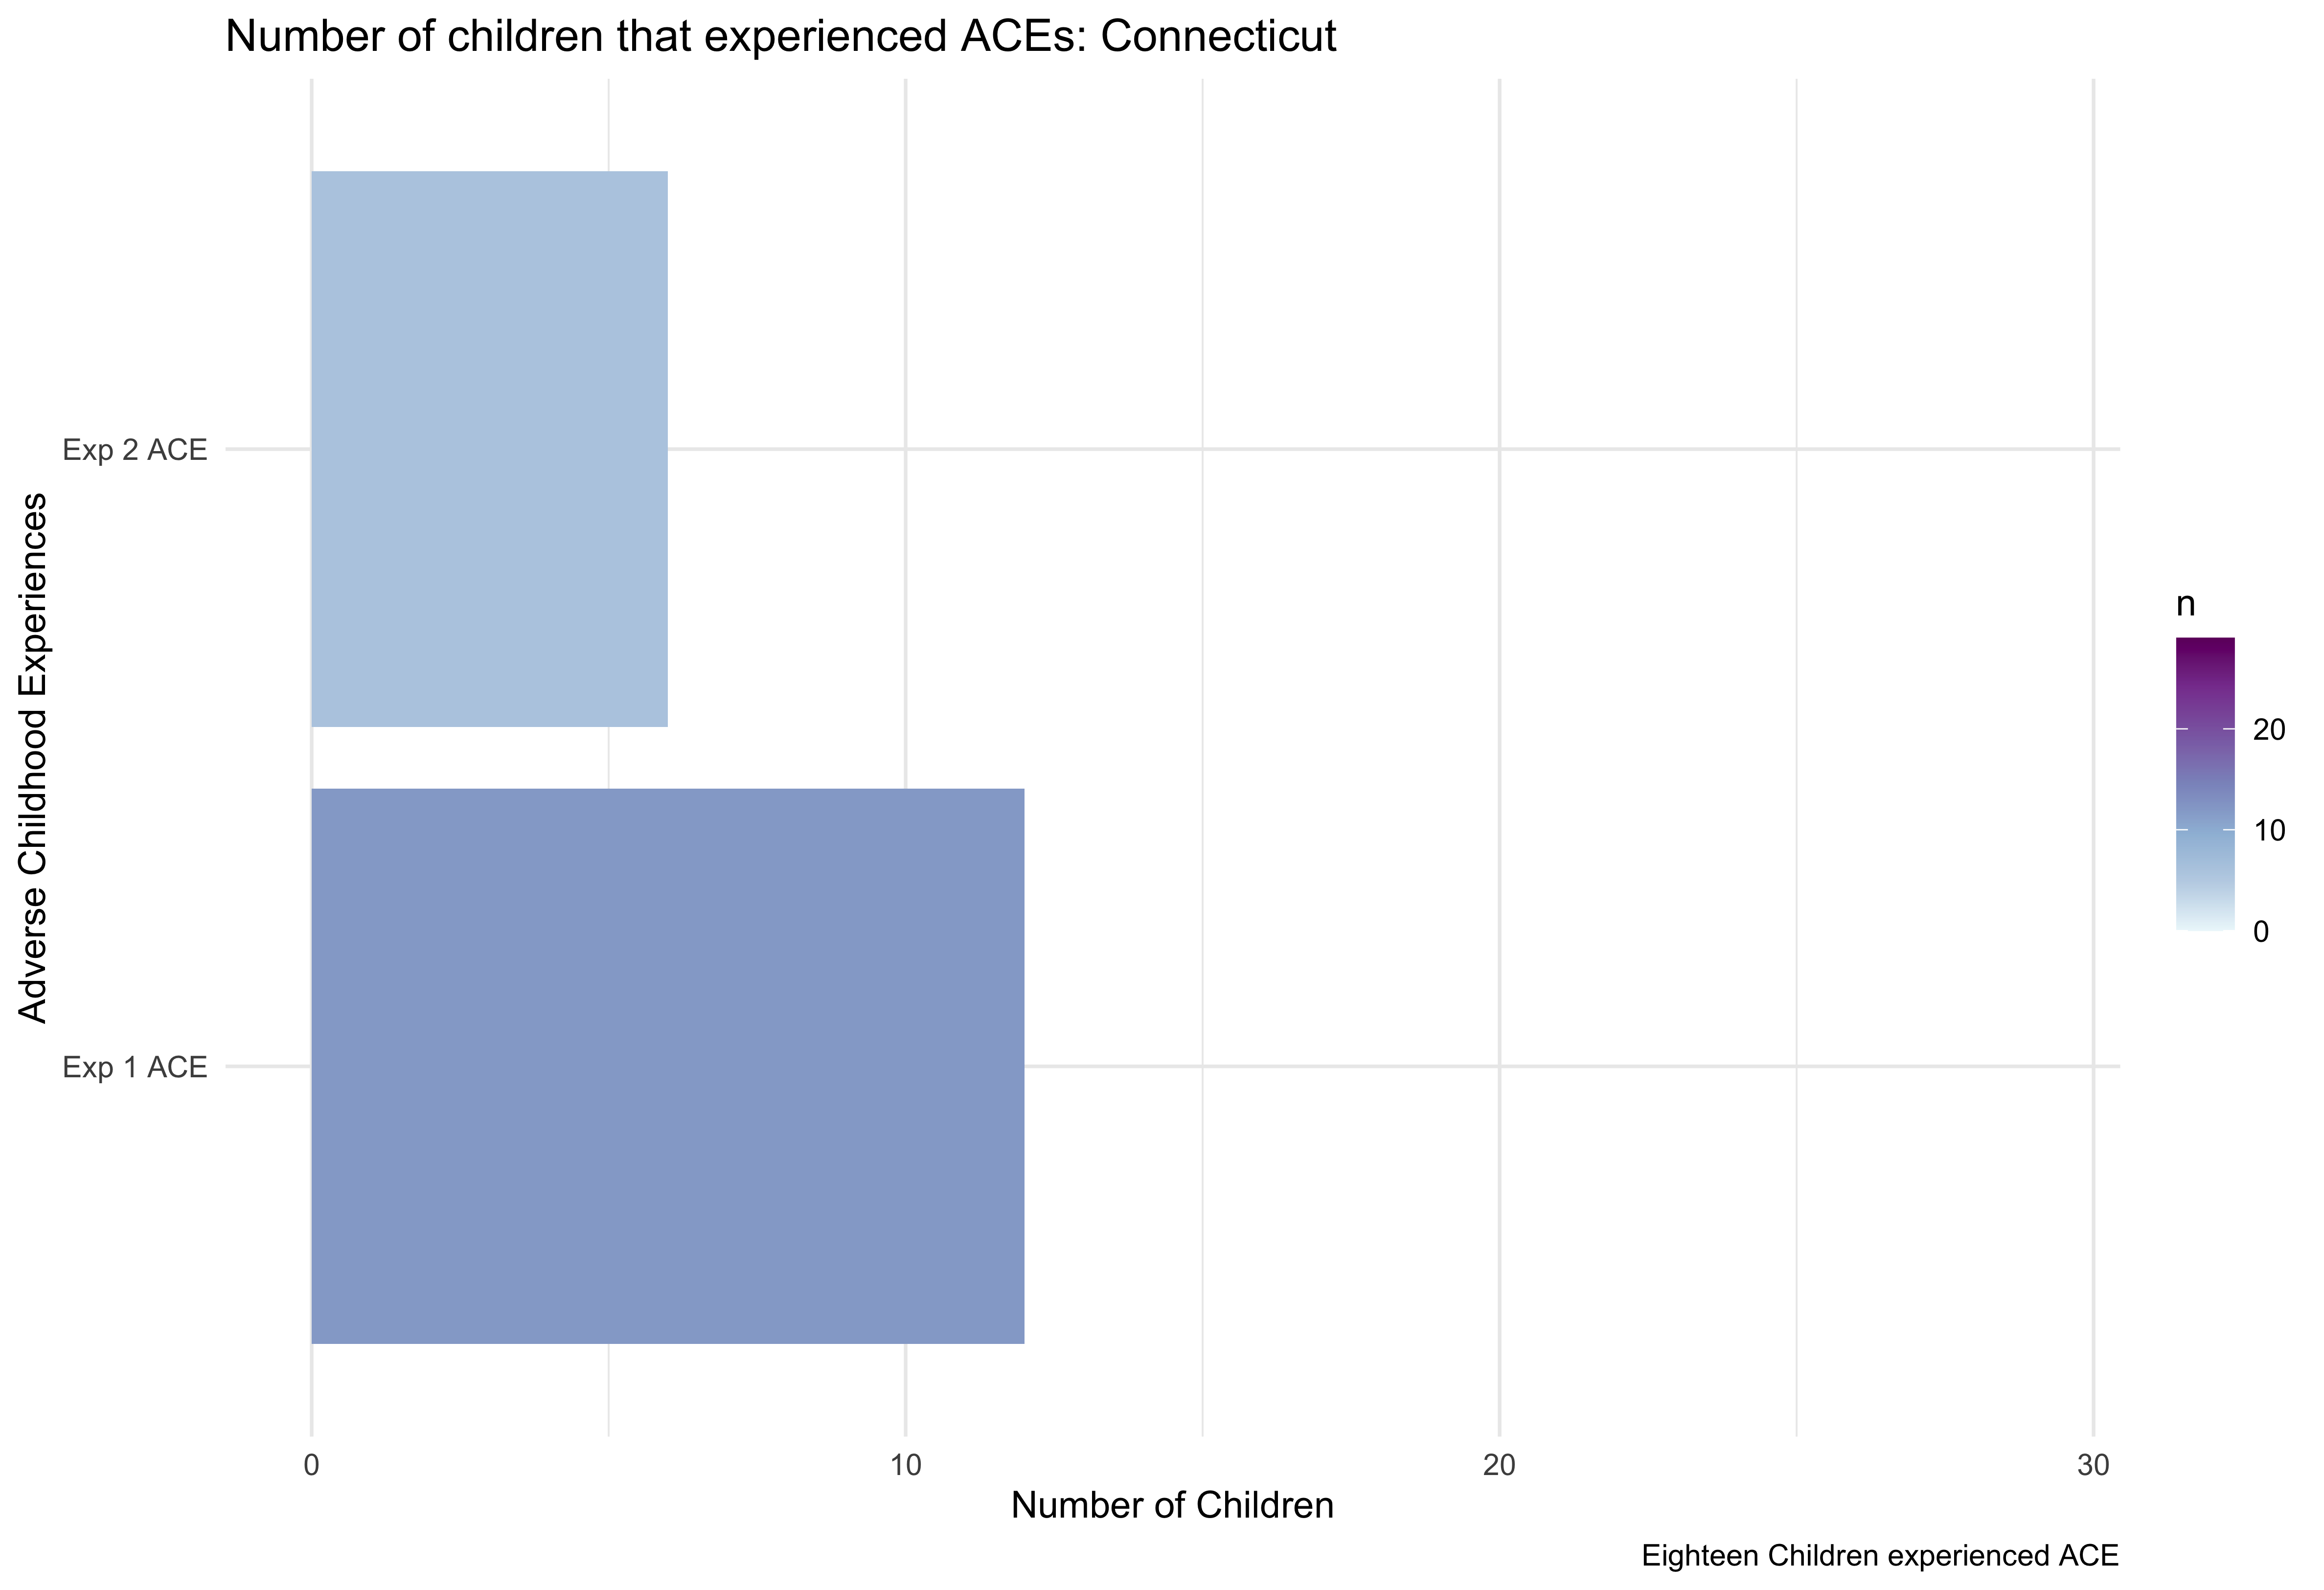 Number of children that experienced ACEs: Connecticut
Adverse Childhood Experiences
Exp 2 ACE
Exp 1 ACE
0 10 20 30
Number of Children
Eighteen Children experienced ACE
n
20
10
0